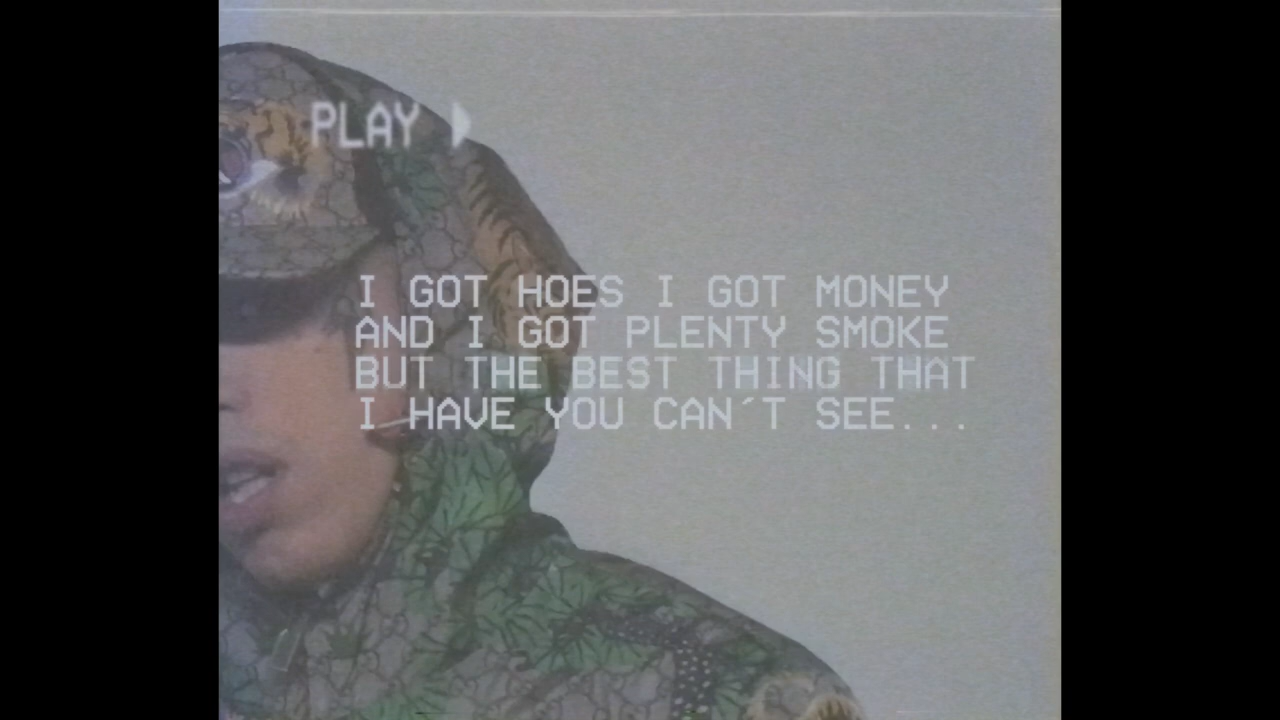 PLAY
I GOT HOES I GOT MONEY
AND I GOT PLENTY SMOKE
BUT THE BEST THING THAT
I HAVE YOU CAN´T SEE...